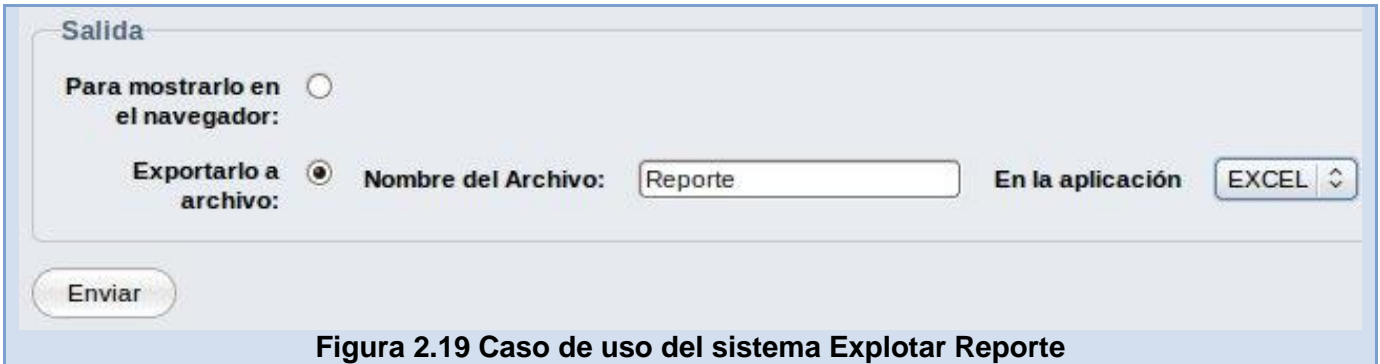 Salida
Para mostrarlo en
el navegador:
Exportarlo a
archivo:
Nombre del Archivo: Reporte En la aplicación EXCEL
Enviar
Figura 2.19 Caso de uso del sistema Explotar Reporte